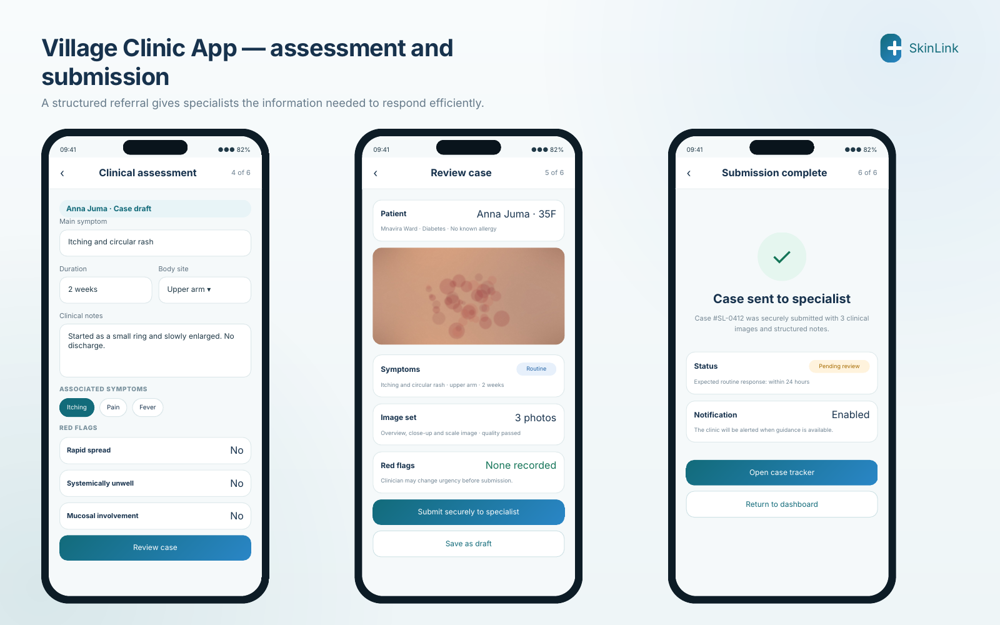 Village Clinic App — assessment and
submission
A structured referral gives specialists the information needed to respond efficiently.
SkinLink
09:41
82%
‹ Clinical assessment 4 of 6
Anna Juma · Case draft
Main symptom
Itching and circular rash
Duration Body site
2 weeks Upper arm ▾
Clinical notes
Started as a small ring and slowly enlarged. No
discharge.
ASSOCIATED SYMPTOMS
Itching Pain Fever
RED FLAGS
Rapid spread No
Systemically unwell No
Mucosal involvement No
Review case
09:41
82%
‹ Review case 5 of 6
Patient Anna Juma · 35F
Mnavira Ward · Diabetes · No known allergy
Symptoms Routine
Itching and circular rash · upper arm · 2 weeks
Image set 3 photos
Overview, close-up and scale image · quality passed
Red flags None recorded
Clinician may change urgency before submission.
Submit securely to specialist
Save as draft
09:41
82%
‹ Submission complete 6 of 6
Case sent to specialist
Case #SL-0412 was securely submitted with 3 clinical
images and structured notes.
Status Pending review
Expected routine response: within 24 hours
Notification Enabled
The clinic will be alerted when guidance is available.
Open case tracker
Return to dashboard